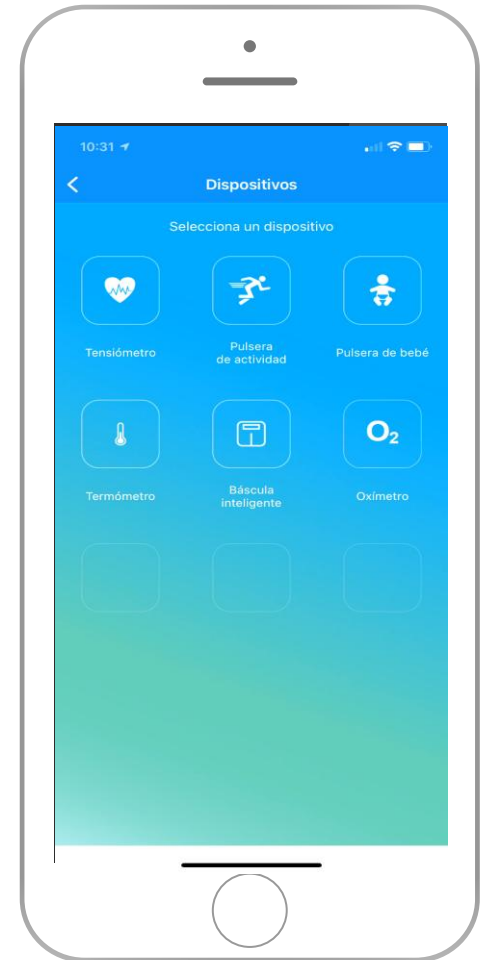 10:31
Dispositivos
Selecciona un dispositivo
Tensiómetro
Pulsera
de actividad
Pulsera de bebé
O₂
Termómetro
Báscula
inteligente
Oxímetro